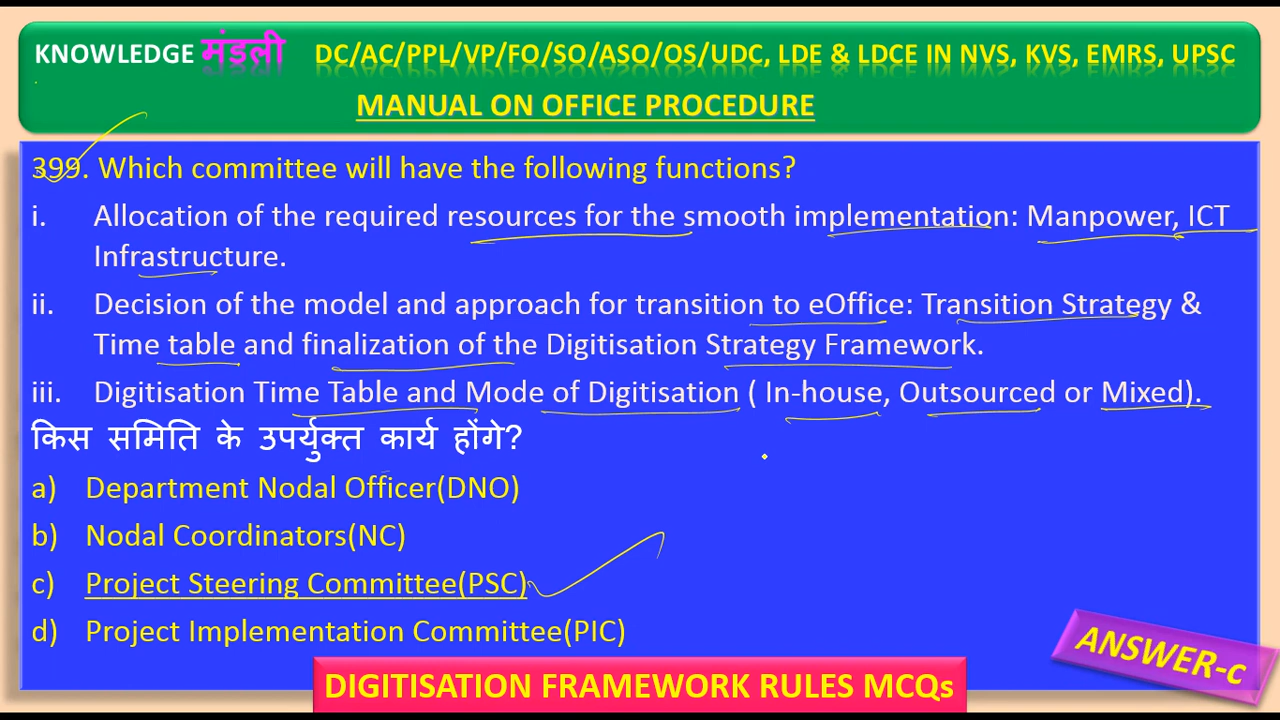 KNOWLEDGE मंडली DC/AC/PPL/VP/FO/SO/ASO/OS/UDC, LDE & LDCE IN NVS, KVS, EMRS, UPSC
MANUAL ON OFFICE PROCEDURE
399. Which committee will have the following functions?
i. Allocation of the required resources for the smooth implementation: Manpower, ICT
Infrastructure.
ii. Decision of the model and approach for transition to eOffice: Transition Strategy &
Time table and finalization of the Digitisation Strategy Framework.
iii. Digitisation Time Table and Mode of Digitisation ( In-house, Outsourced or Mixed).
किस समिति के उपर्युक्त कार्य होंगे?
a) Department Nodal Officer(DNO)
b) Nodal Coordinators(NC)
c) Project Steering Committee(PSC)
d) Project Implementation Committee(PIC)
ANSWER-c
DIGITISATION FRAMEWORK RULES MCQs